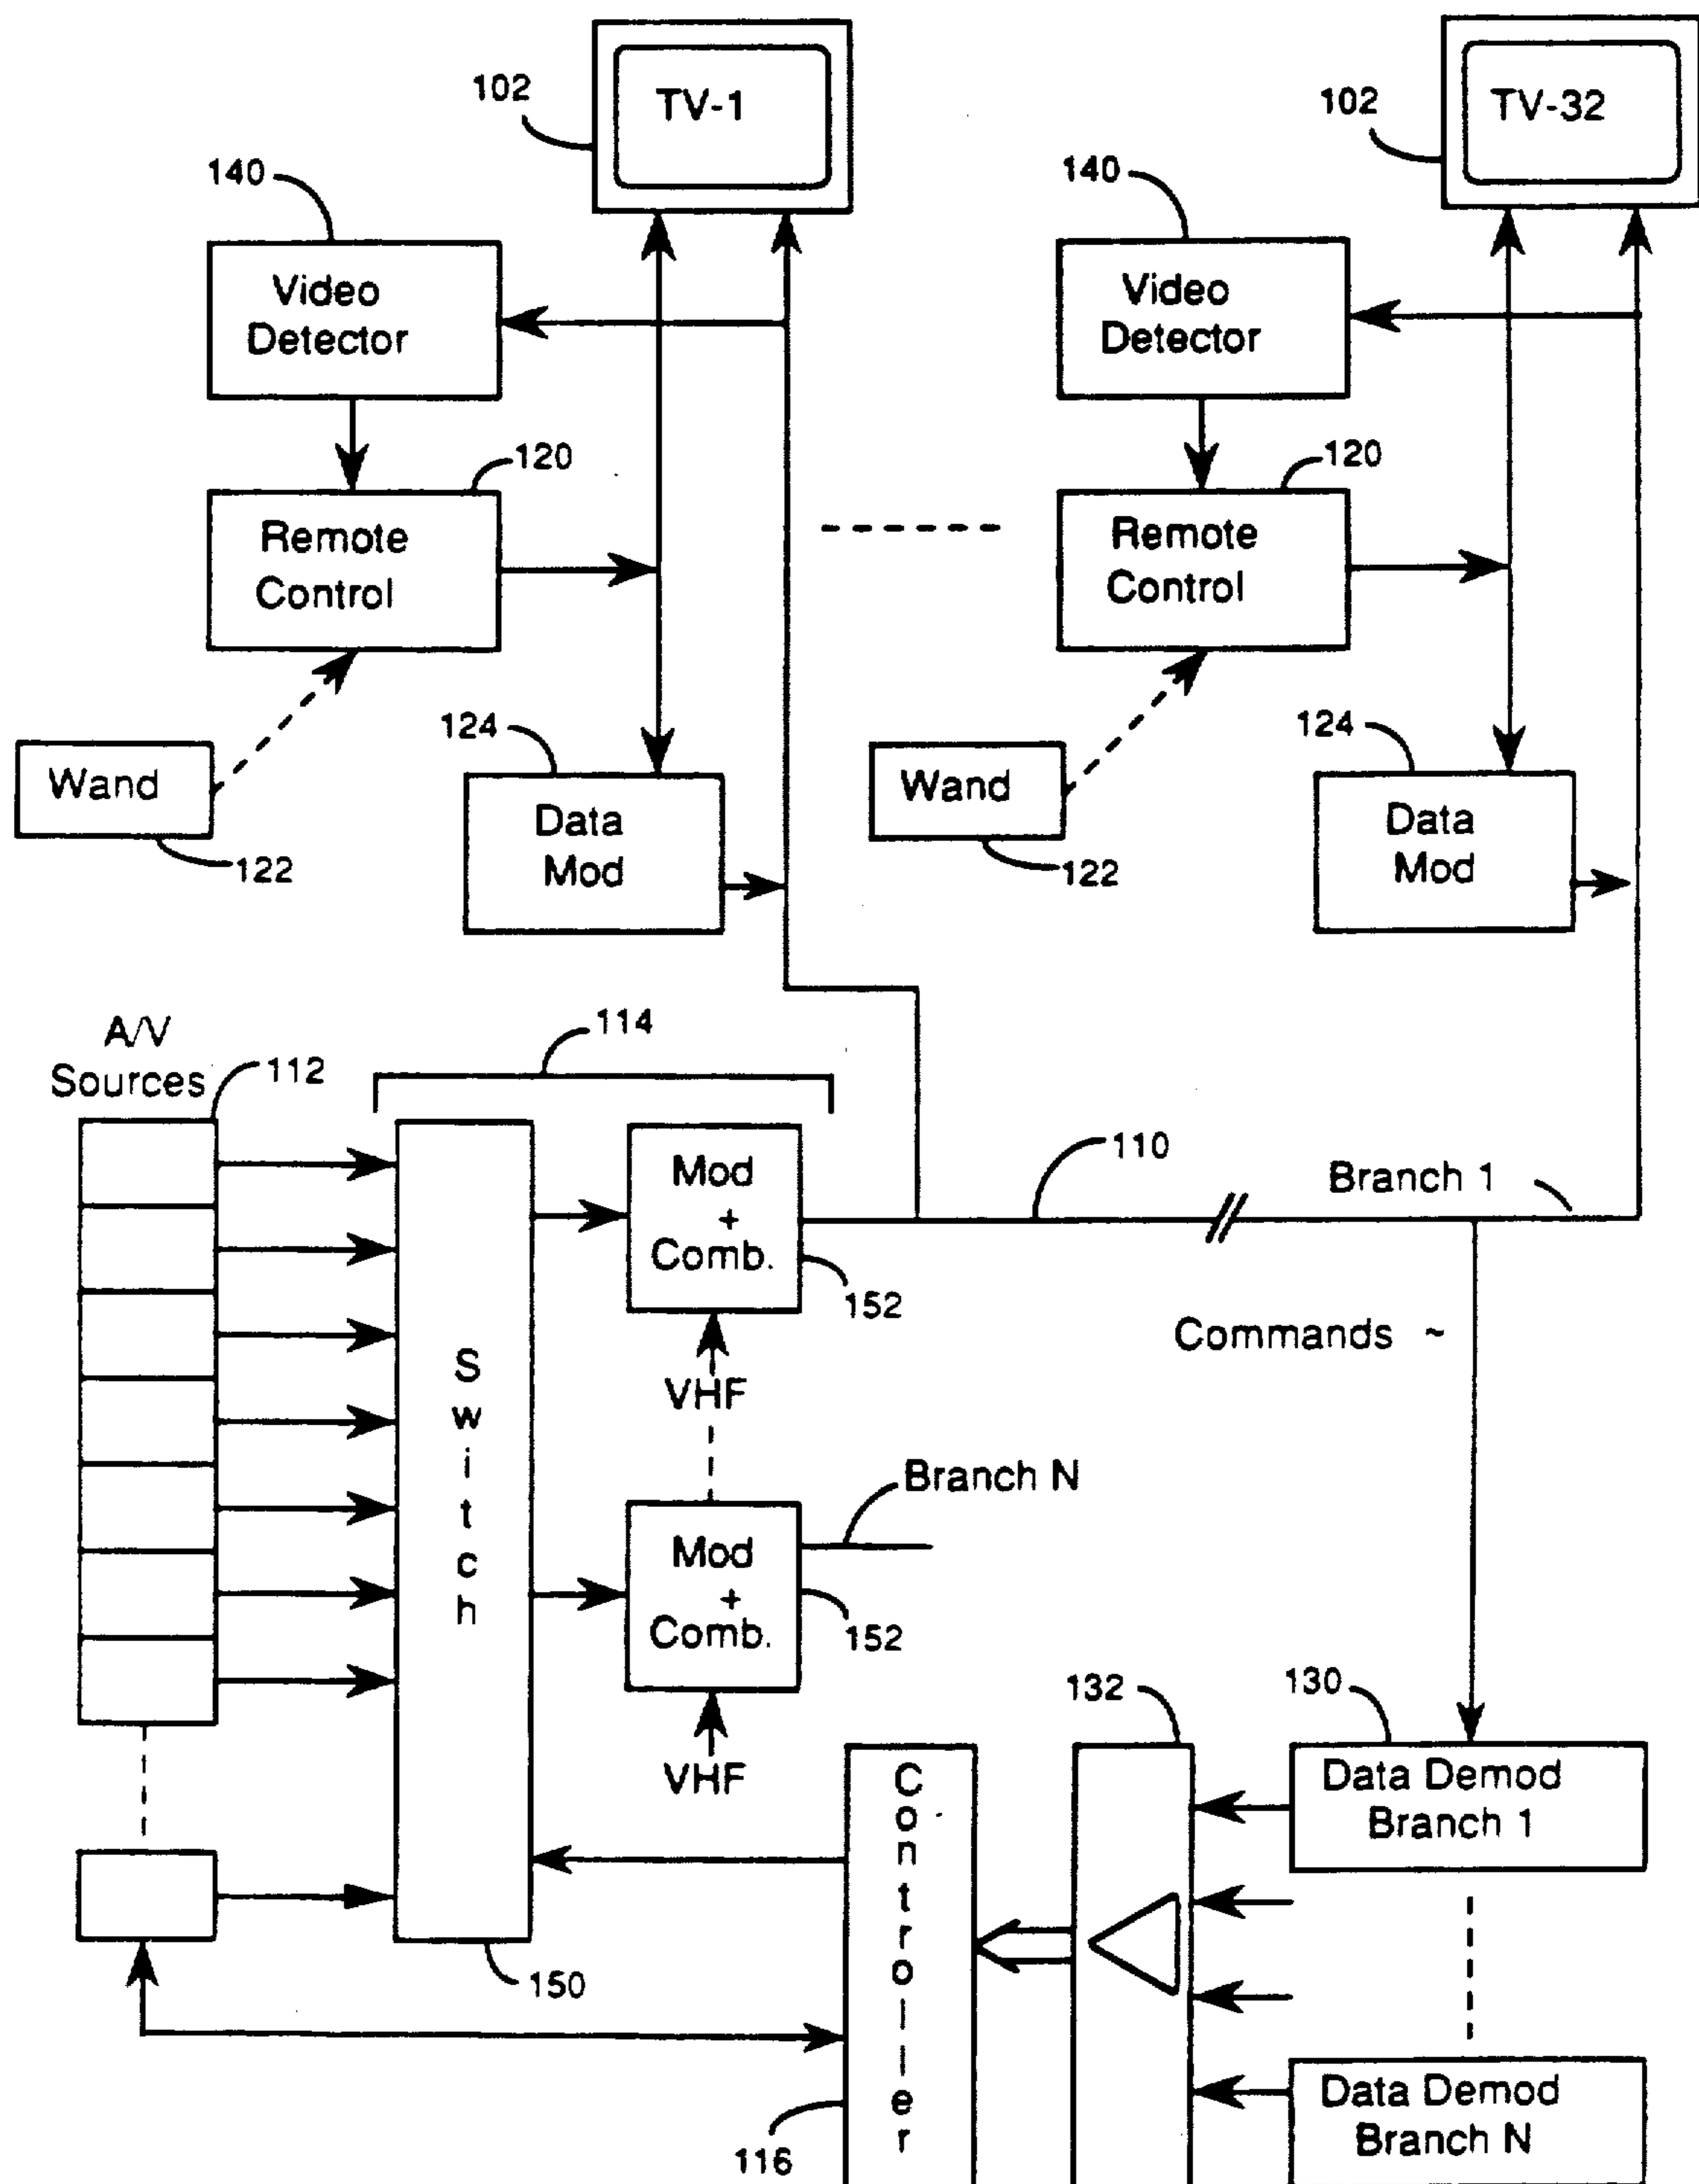 102
TV-1
102
TV-32
140
140
Video
Detector
Video
Detector
120
120
Remote
Control
Remote
Control
124
124
Wand
Wand
122
122
Data
Mod
Data
Mod
A/V
Sources
112
114
Mod
+
Comb.
152
110
Branch 1
Commands ~
Switch
VHF
Branch N
Mod
+
Comb.
152
VHF
150
132
130
Controller
Data Demod
Branch 1
Data Demod
Branch N
116